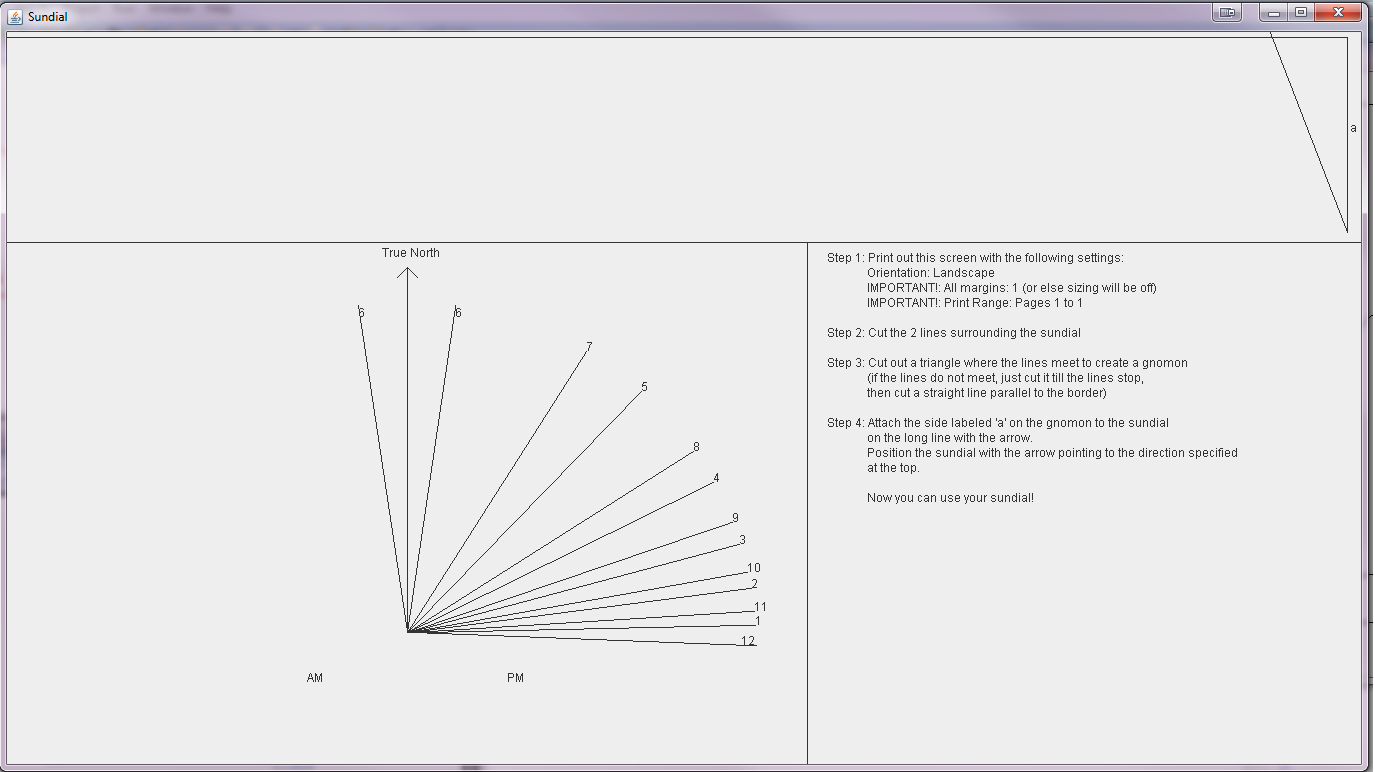 Sundial
a
True North
6
6
7
5
8
4
9
3
10
2
11
1
12
AM PM
Step 1: Print out this screen with the following settings:
Orientation: Landscape
IMPORTANT!: All margins: 1 (or else sizing will be off)
IMPORTANT!: Print Range: Pages 1 to 1
Step 2: Cut the 2 lines surrounding the sundial
Step 3: Cut out a triangle where the lines meet to create a gnomon
(if the lines do not meet, just cut it till the lines stop,
then cut a straight line parallel to the border)
Step 4: Attach the side labeled 'a' on the gnomon to the sundial
on the long line with the arrow.
Position the sundial with the arrow pointing to the direction specified
at the top.
Now you can use your sundial!